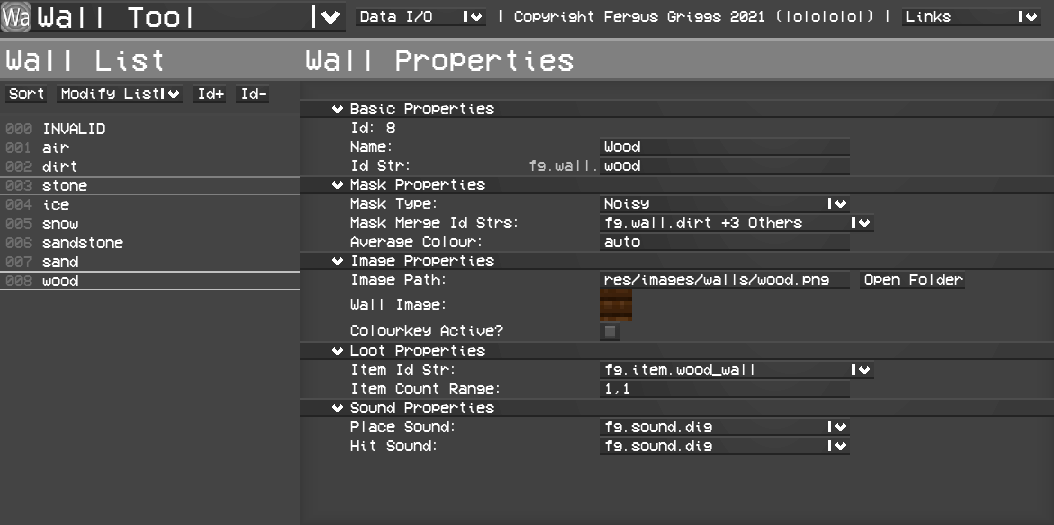 Wa Wall Tool Data I/O | Copyright Fergus Griggs 2021 (lolololol) | Links
Wall List Wall Properties
Sort Modify List Id+ Id-
Basic Properties
000 INVALID Id: 8
001 air Name: Wood
002 dirt Id Str: fg.wall. wood
003 stone Mask Properties
004 ice Mask Type: Noisy
005 snow Mask Merge Id Strs: fg.wall.dirt +3 Others
006 sandstone Average Colour: auto
007 sand Image Properties
008 wood Image Path: res/images/walls/wood.png Open Folder
Wall Image:
Colourkey Active?
Loot Properties
Item Id Str: fg.item.wood_wall
Item Count Range: 1,1
Sound Properties
Place Sound: fg.sound.dig
Hit Sound: fg.sound.dig